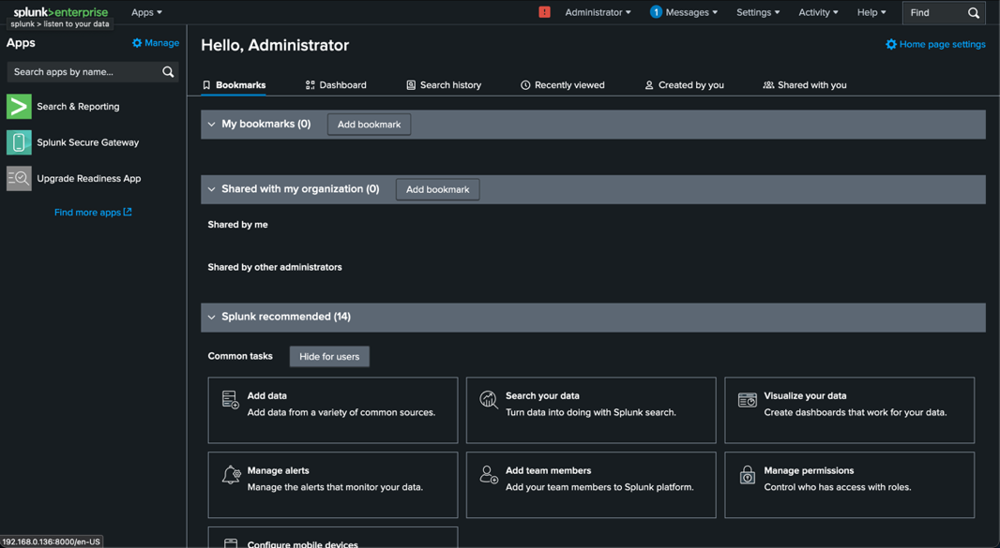 splunk>enterprise
Apps
Administrator
1
Messages
Settings
Activity
Help
Find
splunk > listen to your data
Apps
Manage
Search apps by name...
Search & Reporting
Splunk Secure Gateway
Upgrade Readiness App
Find more apps
Hello, Administrator
Home page settings
Bookmarks
Dashboard
Search history
Recently viewed
Created by you
Shared with you
My bookmarks (0)
Add bookmark
Shared with my organization (0)
Add bookmark
Shared by me
Shared by other administrators
Splunk recommended (14)
Common tasks
Hide for users
Add data
Add data from a variety of common sources.
Search your data
Turn data into doing with Splunk search.
Visualize your data
Create dashboards that work for your data.
Manage alerts
Manage the alerts that monitor your data.
Add team members
Add your team members to Splunk platform.
Manage permissions
Control who has access with roles.
Configure mobile devices
192.168.0.136:8000/en-US